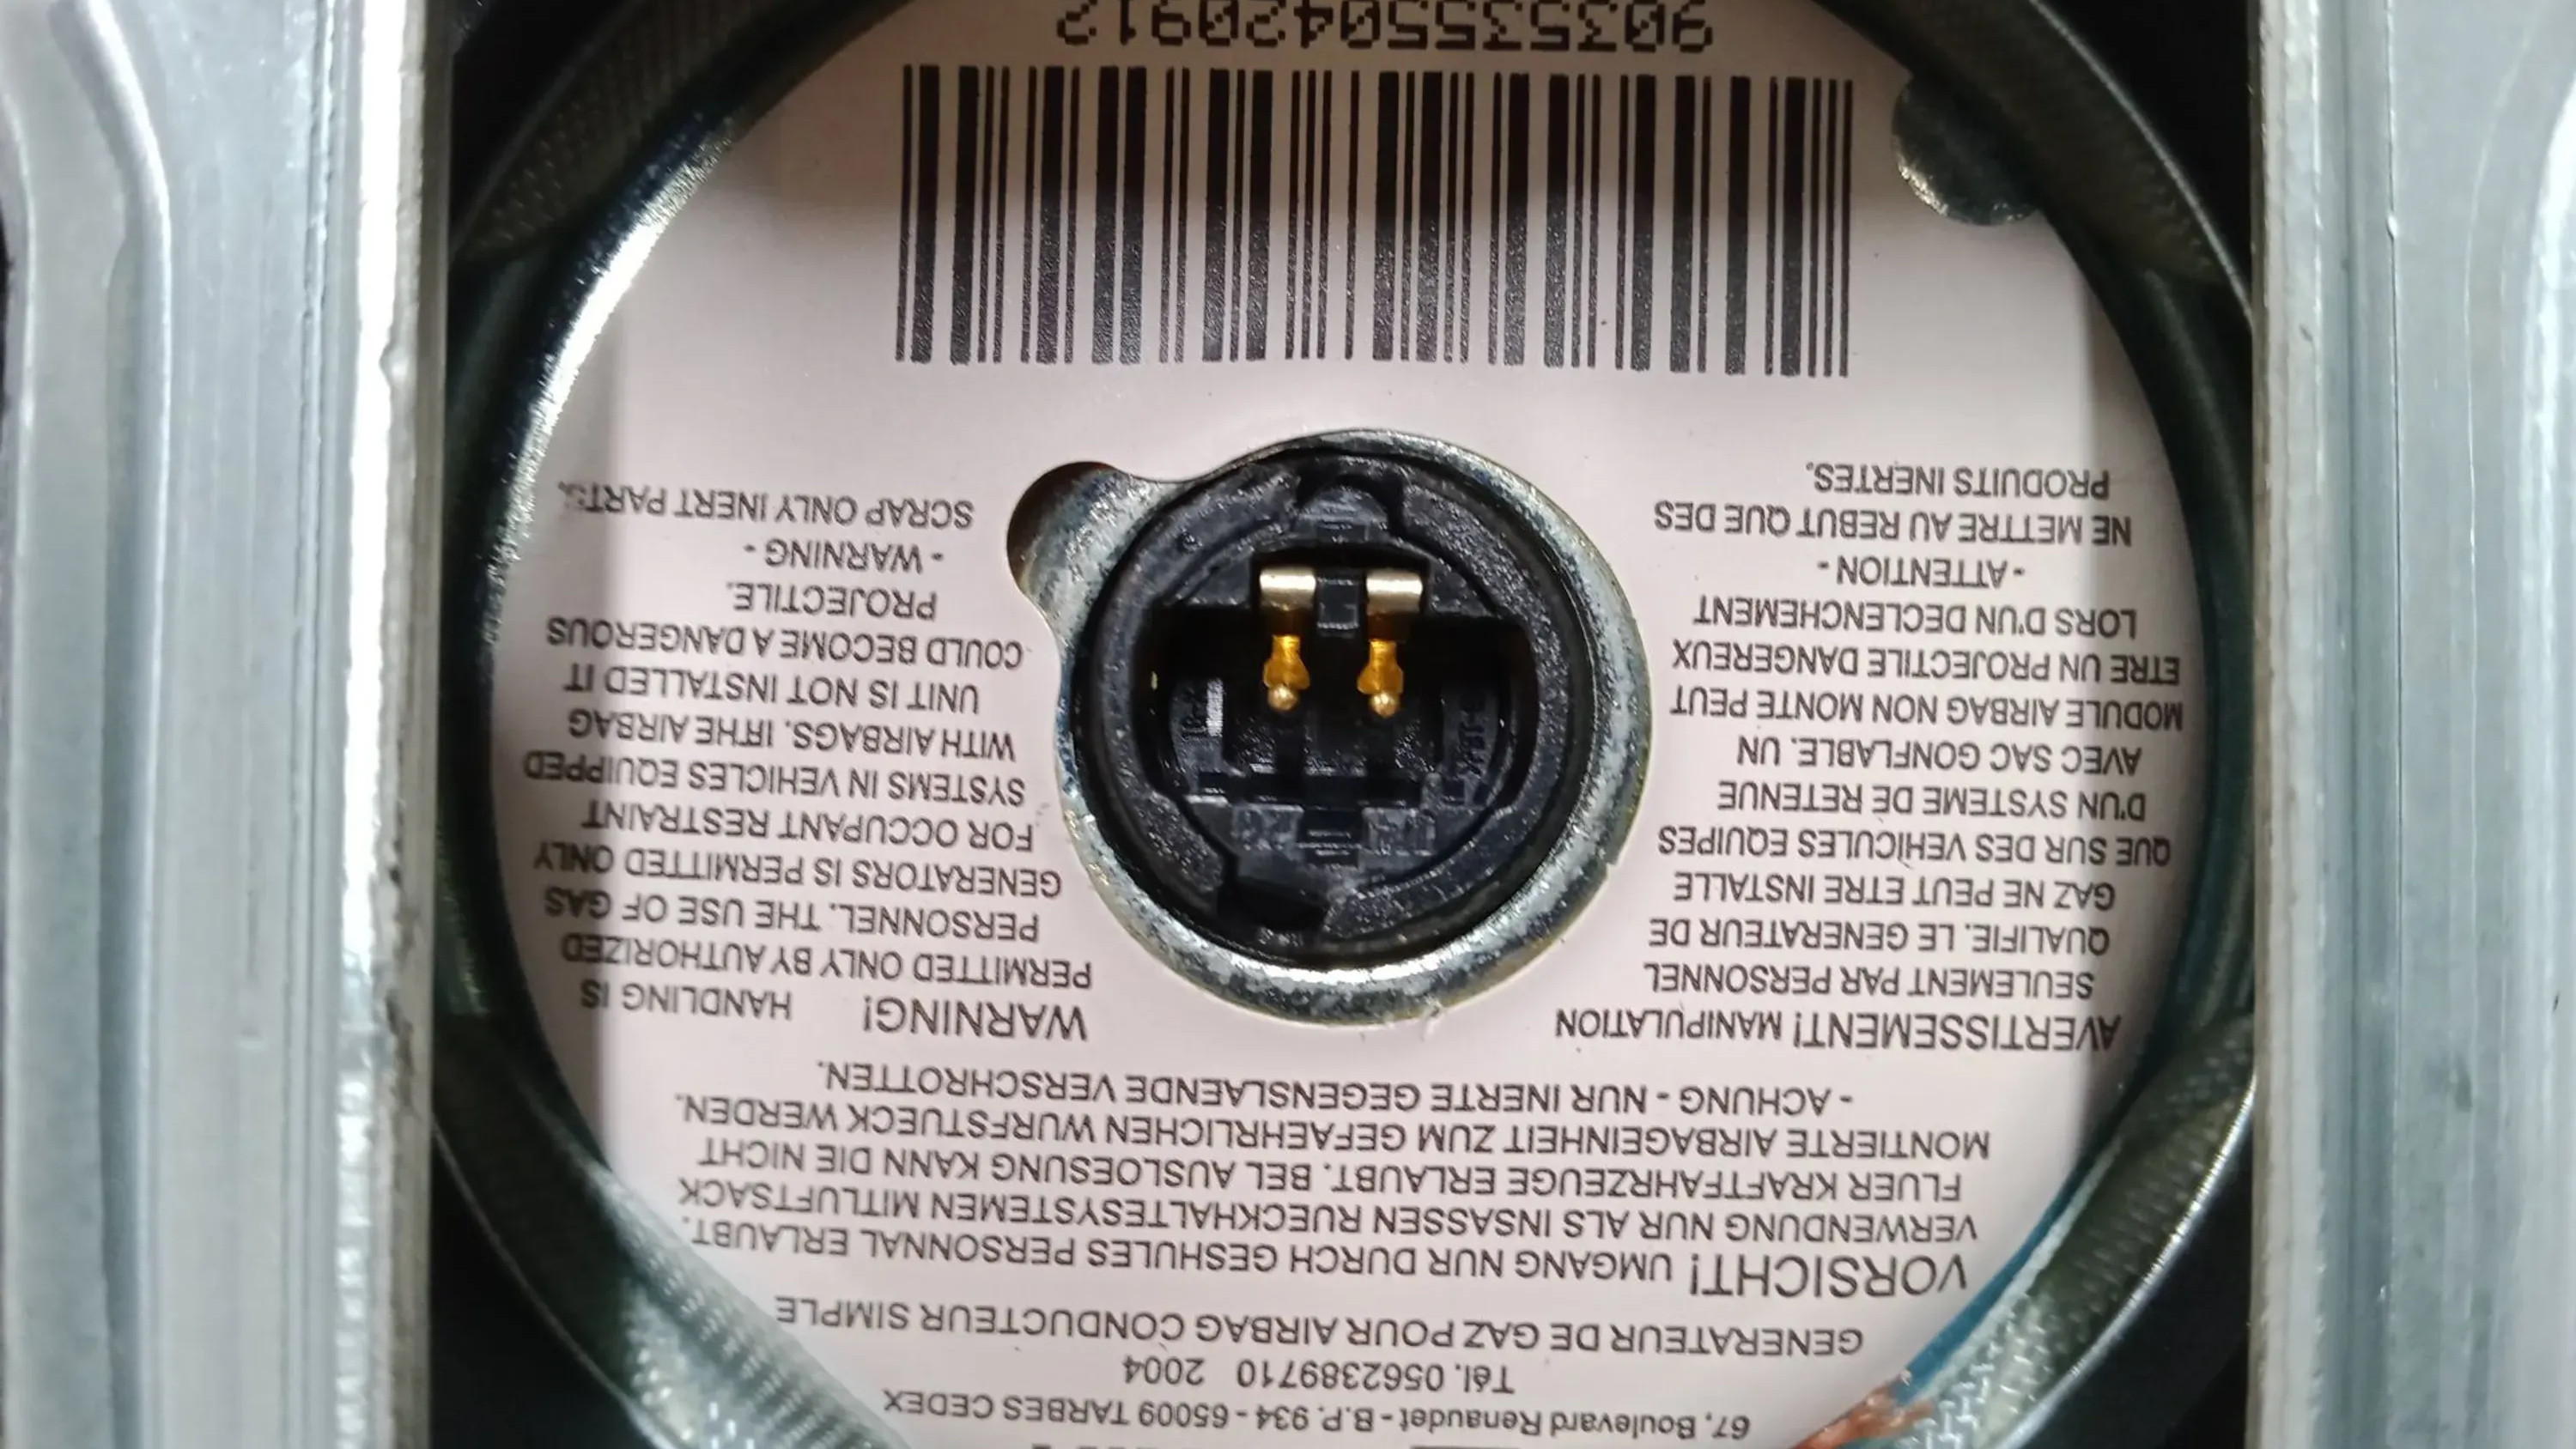 67, Boulevard Renaudet - B.P. 934 - 65009 TARBES CEDEX
Tél. 0562389710 2004
GENERATEUR DE GAZ POUR AIRBAG CONDUCTEUR SIMPLE
VORSICHT! UMGANG NUR DURCH GESHULES PERSONNAL ERLAUBT.
VERWENDUNG NUR ALS INSASSEN RUECKHALTESYSTEMEN MITLUFTSACK
FLUER KRAFTFAHRZEUGE ERLAUBT. BEL AUSLOESUNG KANN DIE NICHT
MONTIERTE AIRBAGEINHEIT ZUM GEFAEHRLICHEN WURFSTUECK WERDEN.
- ACHUNG - NUR INERTE GEGENSLAENDE VERSCHROTTEN.
AVERTISSEMENT! MANIPULATION
SEULEMENT PAR PERSONNEL
QUALIFIE. LE GENERATEUR DE
GAZ NE PEUT ETRE INSTALLE
QUE SUR DES VEHICULES EQUIPES
D'UN SYSTEME DE RETENUE
AVEC SAC GONFLABLE. UN
MODULE AIRBAG NON MONTE PEUT
ETRE UN PROJECTILE DANGEREUX
LORS D'UN DECLENCHEMENT
- ATTENTION -
NE METTRE AU REBUT QUE DES
PRODUITS INERTES.
WARNING! HANDLING IS
PERMITTED ONLY BY AUTHORIZED
PERSONNEL. THE USE OF GAS
GENERATORS IS PERMITTED ONLY
FOR OCCUPANT RESTRAINT
SYSTEMS IN VEHICLES EQUIPPED
WITH AIRBAGS. IFTHE AIRBAG
UNIT IS NOT INSTALLED IT
COULD BECOME A DANGEROUS
PROJECTILE.
- WARNING -
SCRAP ONLY INERT PARTS.
90353550420912